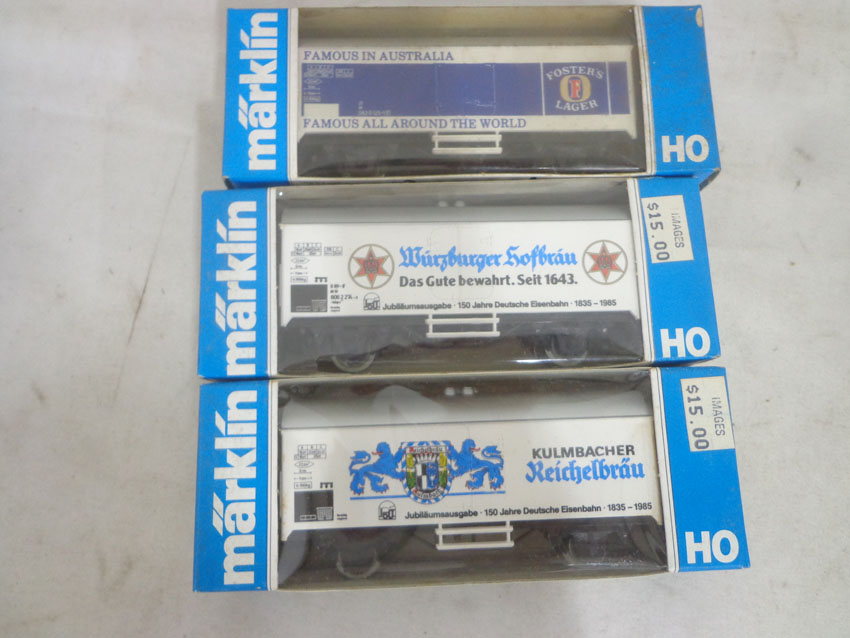 märklin
FAMOUS IN AUSTRALIA
FOSTER'S
F
LAGER
FAMOUS ALL AROUND THE WORLD
HO
märklin
Würzburger Hofbräu
Das Gute bewahrt. Seit 1643.
Jubiläumsausgabe · 150 Jahre Deutsche Eisenbahn · 1835 – 1985
IMAGES
$15.00
HO
märklin
KULMBACHER
Reichelbräu
Jubiläumsausgabe · 150 Jahre Deutsche Eisenbahn · 1835 – 1985
IMAGES
$15.00
HO